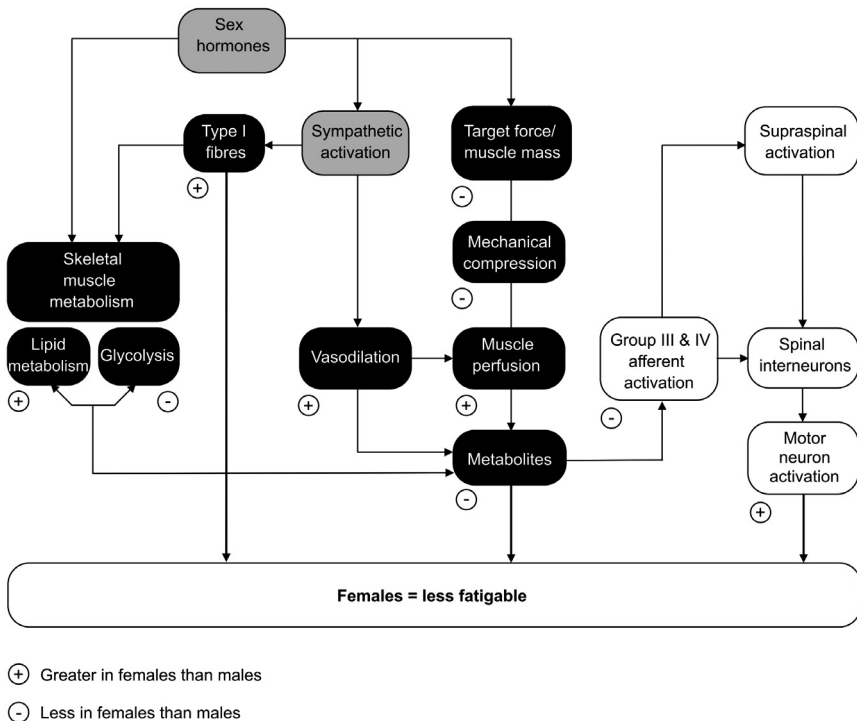 Sex
hormones
Type I
fibres
+
Sympathetic
activation
Target force/
muscle mass
-
Supraspinal
activation
Mechanical
compression
-
Skeletal
muscle
metabolism
Lipid
metabolism
+
Glycolysis
-
Vasodilation
+
Muscle
perfusion
+
Group III & IV
afferent
activation
-
Spinal
interneurons
Metabolites
-
Motor
neuron
activation
+
Females = less fatigable
+ Greater in females than males
- Less in females than males